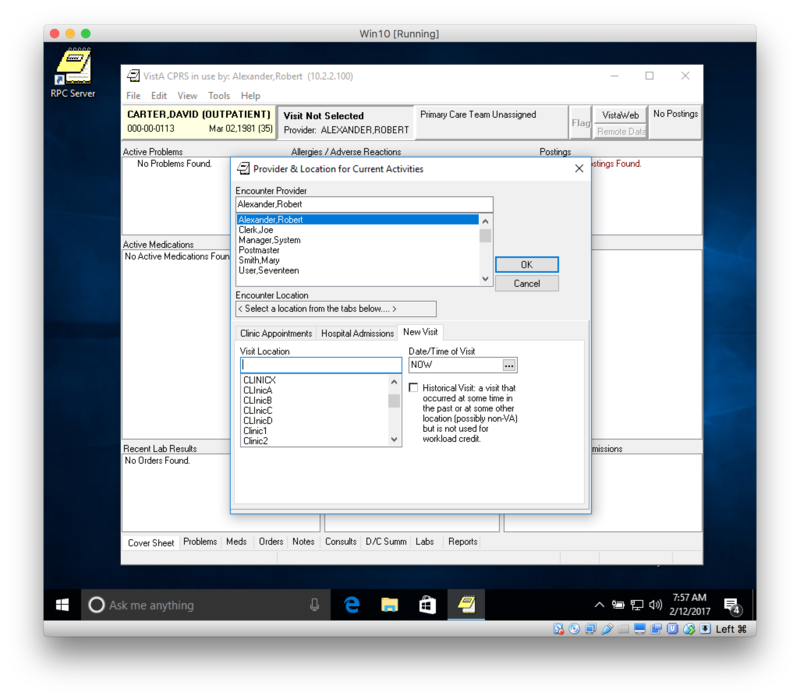 Win10 [Running]
RPC Server
VistA CPRS in use by: Alexander,Robert (10.2.2.100)
File Edit View Tools Help
CARTER,DAVID (OUTPATIENT)
000-00-0113 Mar 02,1981 (35)
Visit Not Selected
Provider: ALEXANDER,ROBERT
Primary Care Team Unassigned
Flag
VistaWeb
Remote Data
No Postings
Active Problems
No Problems Found.
Allergies / Adverse Reactions
Postings
stings Found.
Active Medications
No Active Medications Foun
Recent Lab Results
No Orders Found.
missions
Provider & Location for Current Activities
Encounter Provider
Alexander,Robert
Alexander,Robert
Clerk,Joe
Manager,System
Postmaster
Smith,Mary
User,Seventeen
OK
Cancel
Encounter Location
< Select a location from the tabs below.... >
Clinic Appointments Hospital Admissions New Visit
Visit Location
CLINICX
CLInicA
CLInicB
CLInicC
CLInicD
Clinic1
Clinic2
Date/Time of Visit
NOW ...
Historical Visit: a visit that
occurred at some time in
the past or at some other
location (possibly non-VA)
but is not used for
workload credit.
Cover Sheet Problems Meds Orders Notes Consults D/C Summ Labs Reports
Ask me anything
7:57 AM
2/12/2017
4
Left ⌘